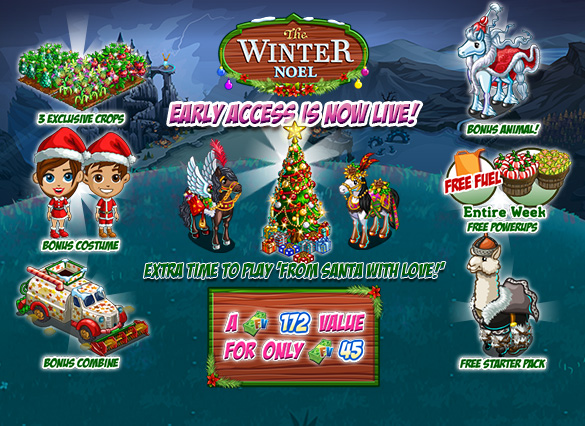 The
WINTER
NOEL
EARLY ACCESS IS NOW LIVE!
3 EXCLUSIVE CROPS
BONUS ANIMAL!
FREE FUEL
Entire Week
FREE POWERUPS
BONUS COSTUME
EXTRA TIME TO PLAY "FROM SANTA WITH LOVE!"
A FV 172 VALUE
FOR ONLY FV 45
BONUS COMBINE
FREE STARTER PACK